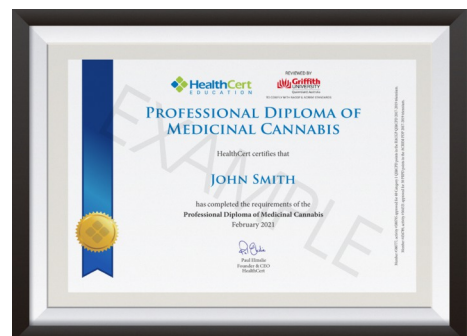 HealthCert
EDUCATION
REVIEWED BY
Griffith
UNIVERSITY
PROFESSIONAL DIPLOMA OF
MEDICINAL CANNABIS
HealthCert certifies that
JOHN SMITH
has completed the requirements of the
Professional Diploma of Medicinal Cannabis
February 2021
Paul Elmslie
Founder & CEO
HealthCert
EXAMPLE